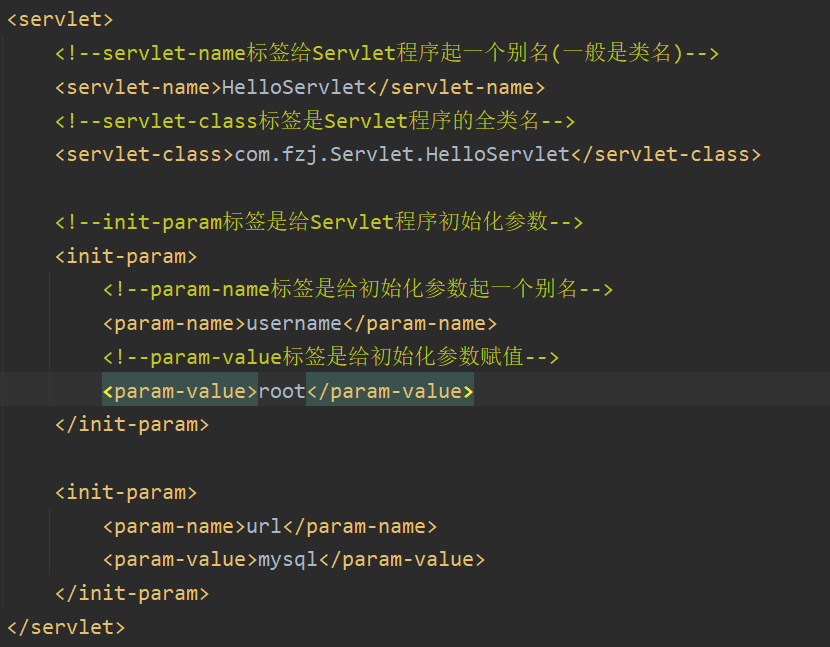 <servlet>
<!--servlet-name标签给Servlet程序起一个别名(一般是类名)-->
<servlet-name>HelloServlet</servlet-name>
<!--servlet-class标签是Servlet程序的全类名-->
<servlet-class>com.fzj.Servlet.HelloServlet</servlet-class>
<!--init-param标签是给Servlet程序初始化参数-->
<init-param>
<!--param-name标签是给初始化参数起一个别名-->
<param-name>username</param-name>
<!--param-value标签是给初始化参数赋值-->
<param-value>root</param-value>
</init-param>
<init-param>
<param-name>url</param-name>
<param-value>mysql</param-value>
</init-param>
</servlet>